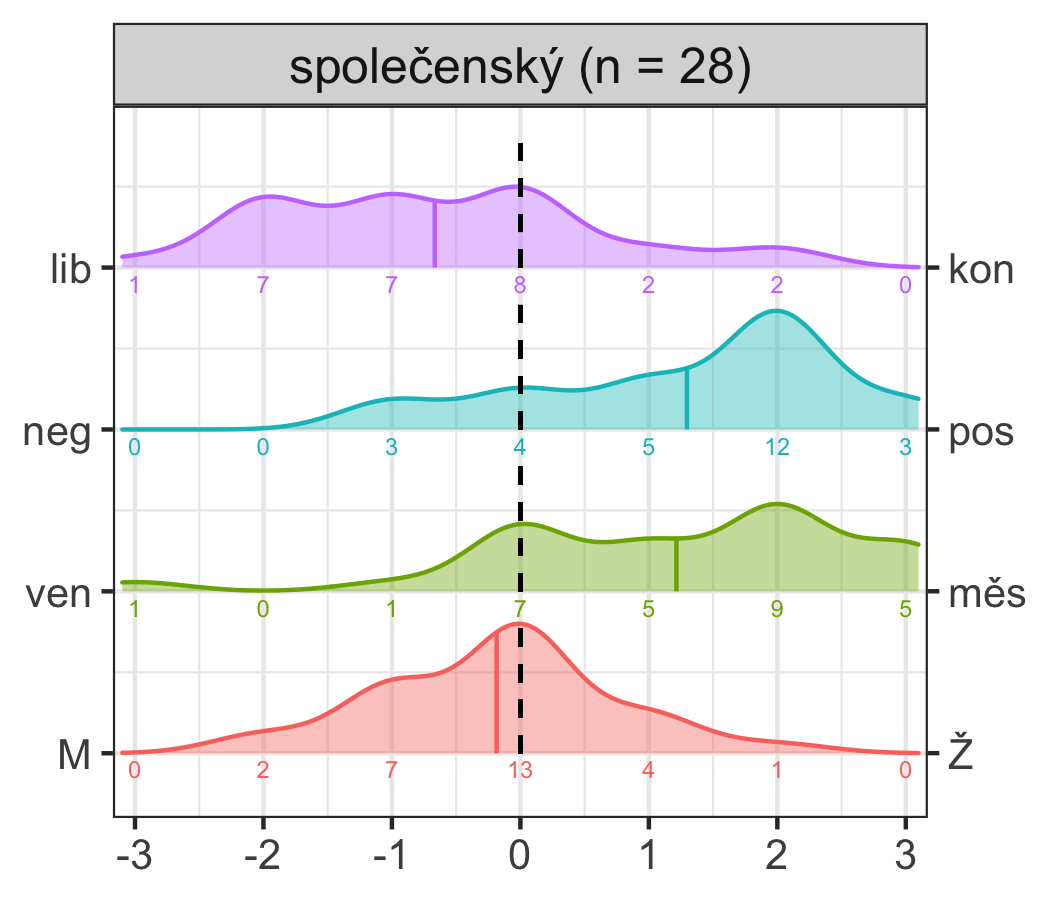 společenský (n = 28)
lib kon
1 7 7 8 2 2 0
neg pos
0 0 3 4 5 12 3
ven měs
1 0 1 7 5 9 5
M Ž
0 2 7 13 4 1 0
-3 -2 -1 0 1 2 3